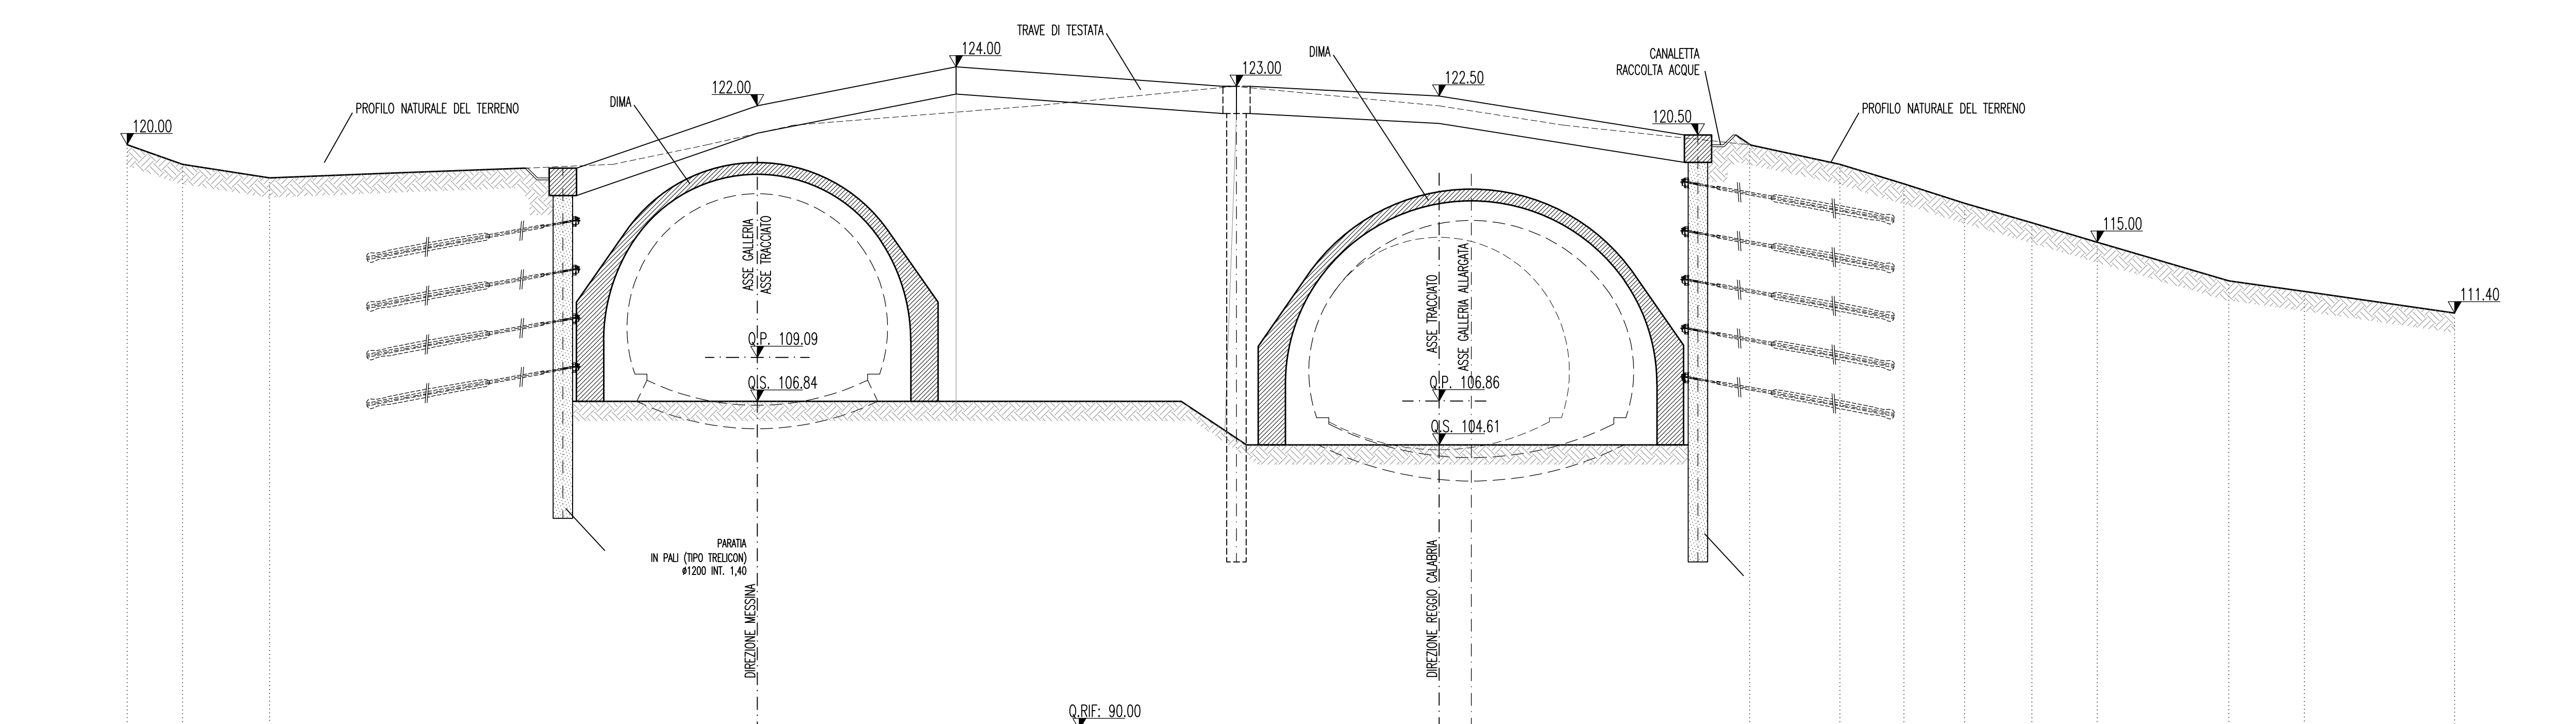 TRAVE DI TESTATA
124.00
DIMA
CANALETTA
RACCOLTA ACQUE
123.00
122.50
122.00
DIMA
PROFILO NATURALE DEL TERRENO
PROFILO NATURALE DEL TERRENO
120.50
120.00
115.00
111.40
ASSE GALLERIA
ASSE TRACCIATO
ASSE TRACCIATO
ASSE GALLERIA ALLARGATA
Q.P. 109.09
Q.S. 106.84
Q.P. 106.86
Q.S. 104.61
PARATIA
IN PALI (TIPO TRELICON)
ø1200 INT. 1,40
DIREZIONE MESSINA
DIREZIONE REGGIO CALABRIA
Q.RIF: 90.00